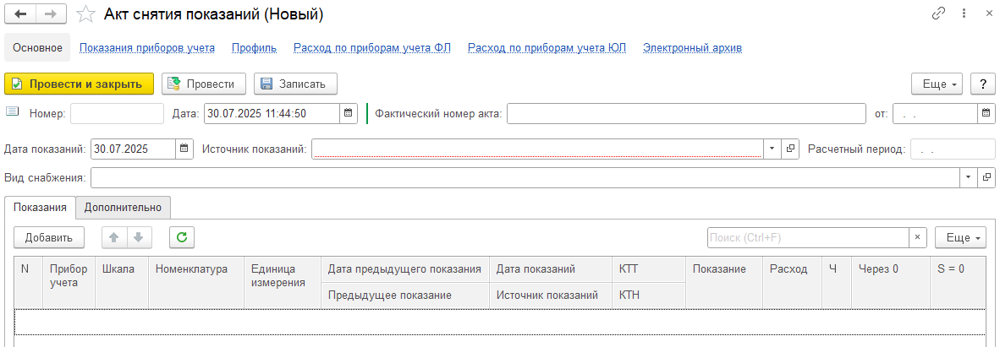 Акт снятия показаний (Новый)
Основное Показания приборов учета Профиль Расход по приборам учета ФЛ Расход по приборам учета ЮЛ Электронный архив
Провести и закрыть Провести Записать Еще ?
Номер: Дата: 30.07.2025 11:44:50 Фактический номер акта: от: . .
Дата показаний: 30.07.2025 Источник показаний: Расчетный период: . .
Вид снабжения:
Показания Дополнительно
Добавить Поиск (Ctrl+F) × Еще
N Прибор учета Шкала Номенклатура Единица измерения Дата предыдущего показания Дата показаний КТТ Показание Расход Ч Через 0 S = 0
Предыдущее показание Источник показаний КТН